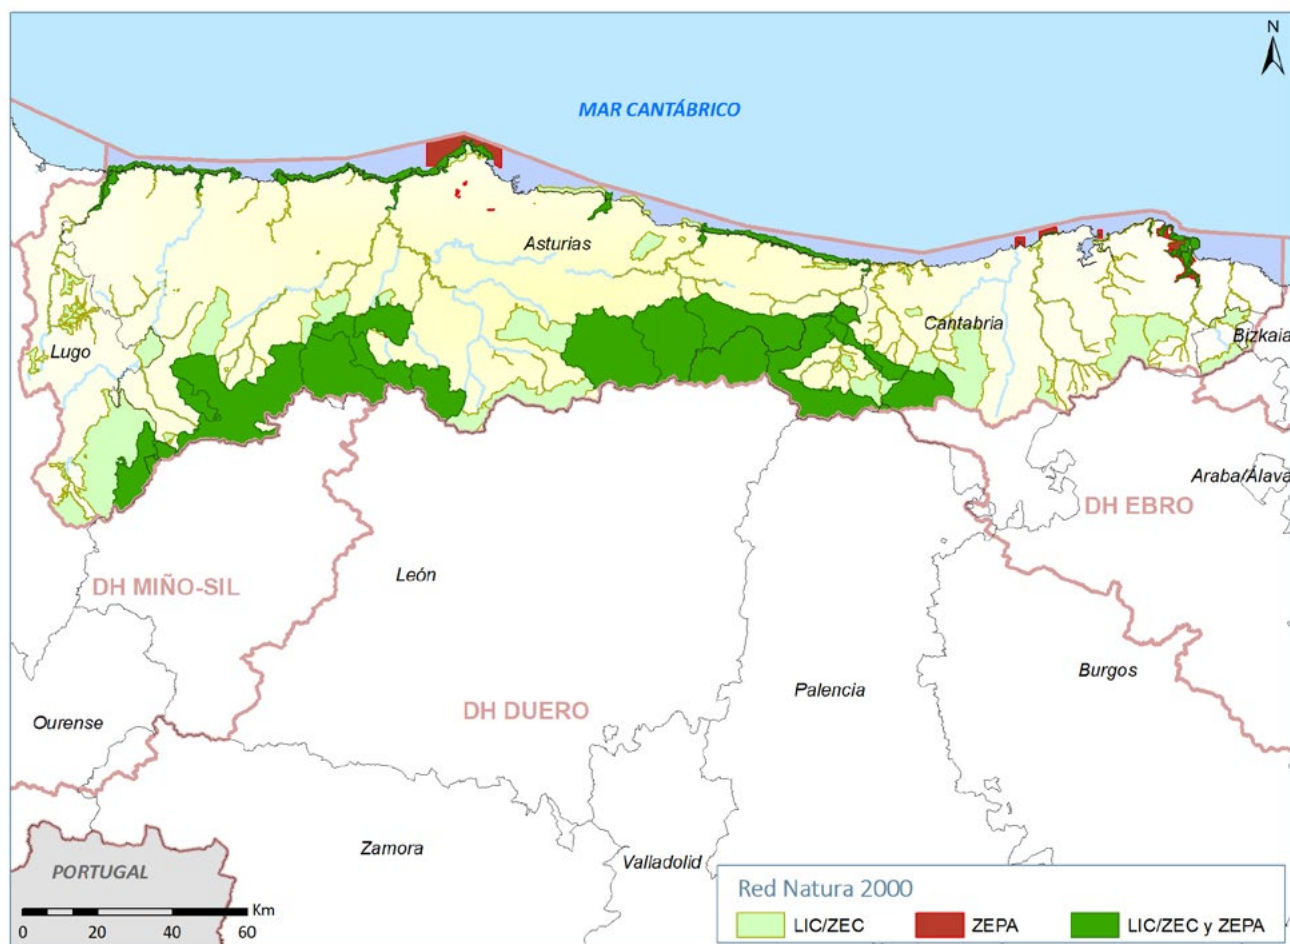 N
MAR CANTÁBRICO
Asturias
Cantabria
Bizkaia
Lugo
Araba/Álava
DH EBRO
DH MIÑO-SIL
León
Burgos
Palencia
DH DUERO
Ourense
Zamora
Valladolid
PORTUGAL
Km
0 20 40 60
Red Natura 2000
LIC/ZEC ZEPA LIC/ZEC y ZEPA